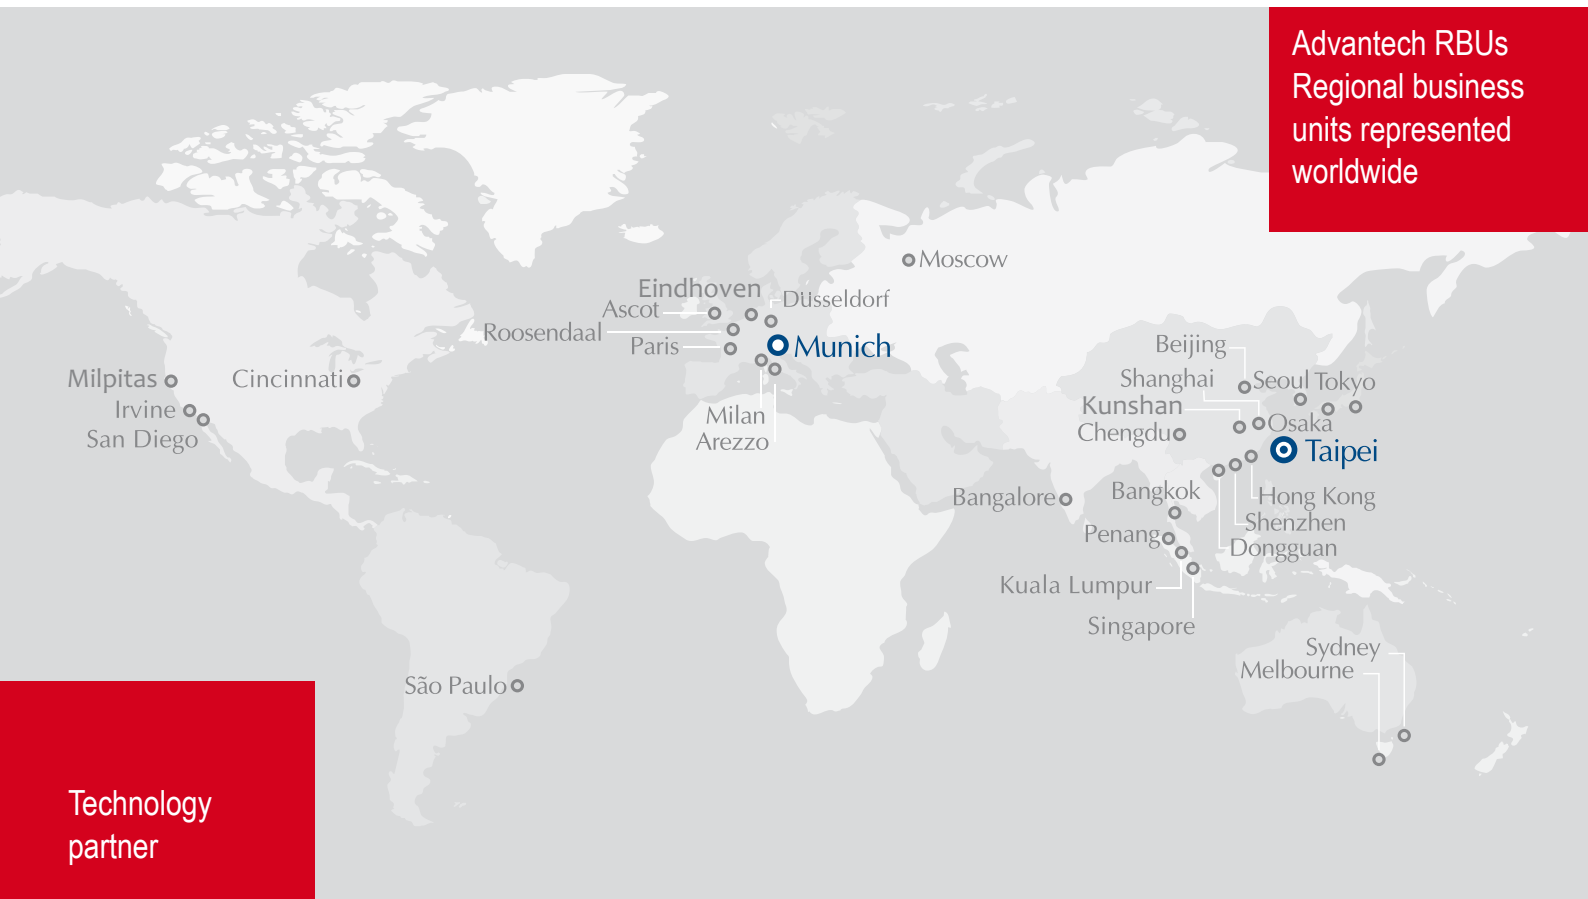 Advantech RBUs
Regional business
units represented
worldwide
Moscow
Eindhoven
Düsseldorf
Ascot
Roosendaal
Paris
Munich
Milpitas
Cincinnati
Irvine
San Diego
Milan
Arezzo
Beijing
Shanghai
Seoul Tokyo
Kunshan
Chengdu
Osaka
Taipei
Bangalore
Bangkok
Hong Kong
Shenzhen
Penang
Dongguan
Kuala Lumpur
Singapore
Sydney
Melbourne
São Paulo
Technology
partner